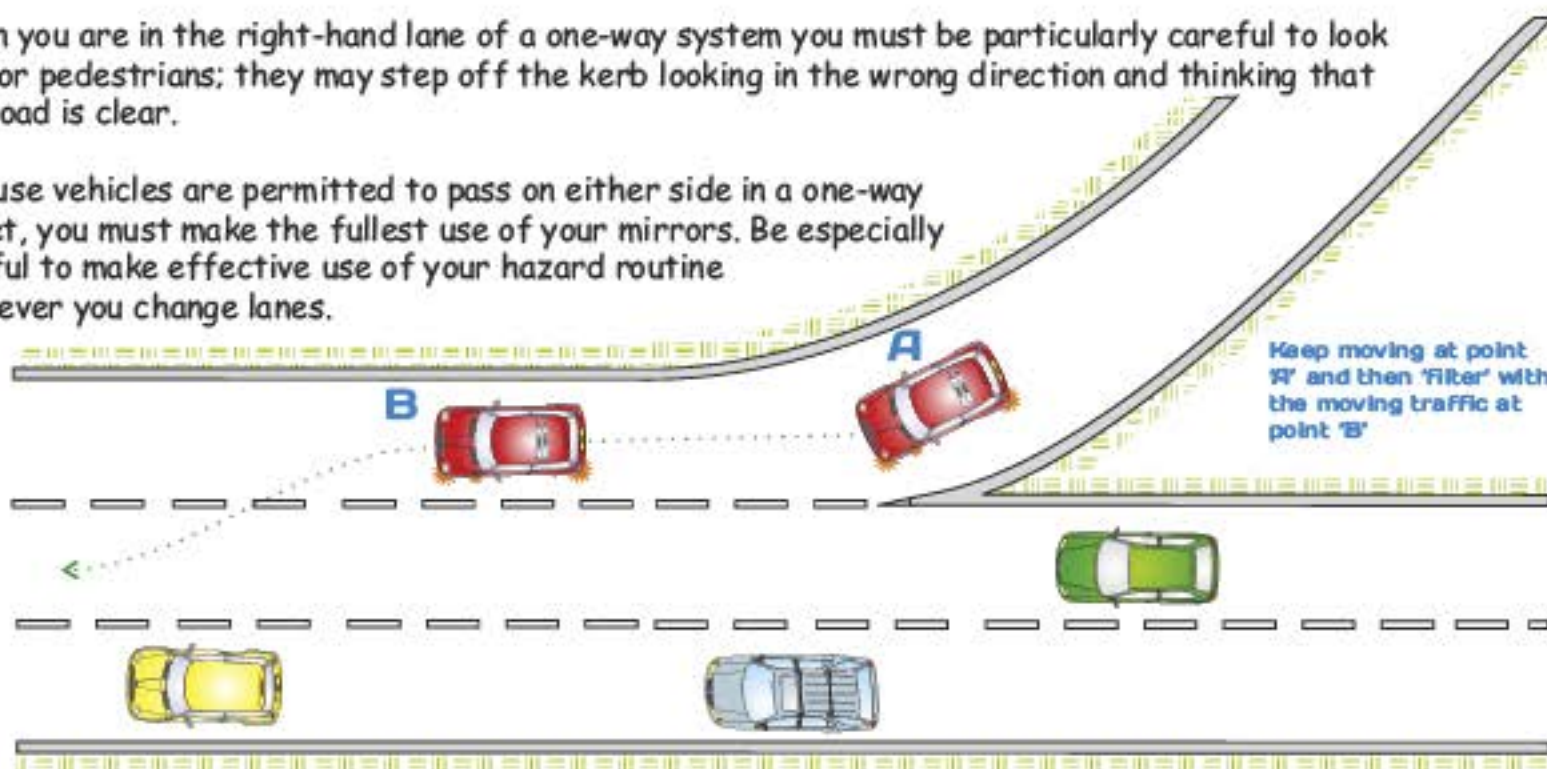 n you are in the right-hand lane of a one-way system you must be particularly careful to look
or pedestrians; they may step off the kerb looking in the wrong direction and thinking that
oad is clear.
use vehicles are permitted to pass on either side in a one-way
et, you must make the fullest use of your mirrors. Be especially
ful to make effective use of your hazard routine
ever you change lanes.
A
B
Keep moving at point
'A' and then 'filter' with
the moving traffic at
point 'B'